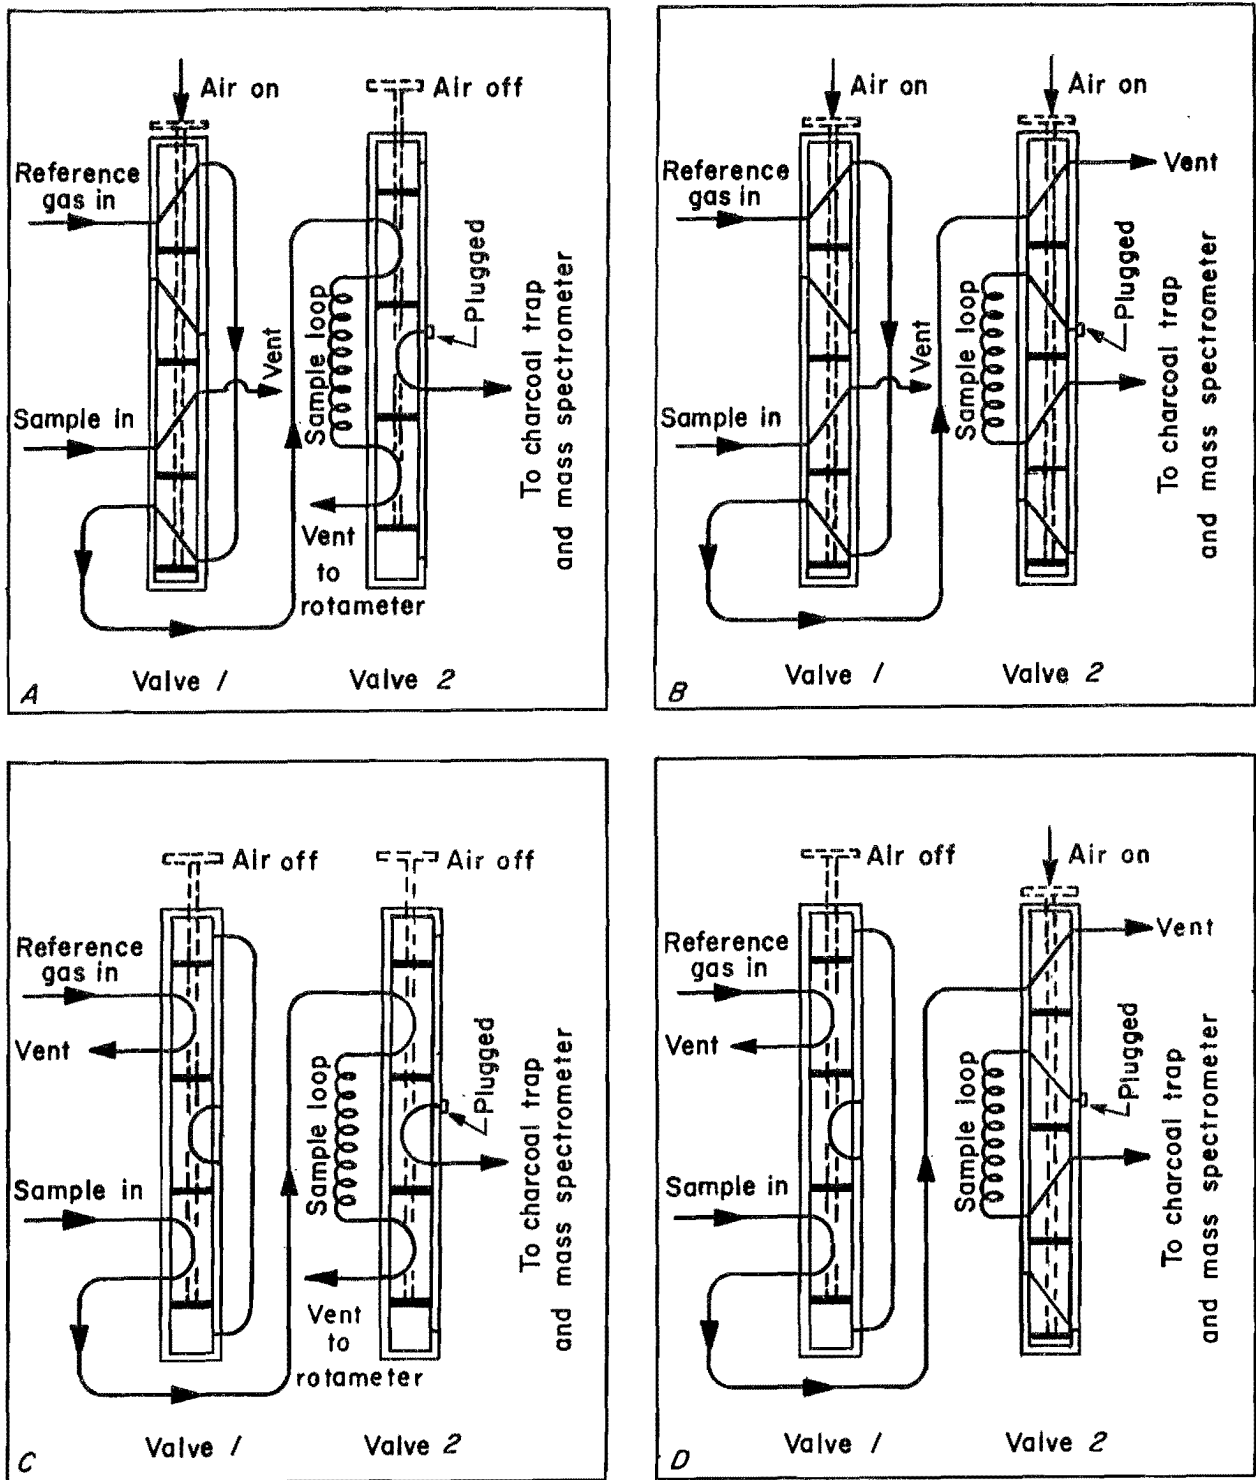 Air on
Air off
Reference
gas in
Sample in
Vent
Sample loop
Plugged
To charcoal trap
and mass spectrometer
Vent
to
rotameter
Valve 1
Valve 2
A
Air on
Air on
Reference
gas in
Vent
Sample in
Vent
Sample loop
Plugged
To charcoal trap
and mass spectrometer
Valve 1
Valve 2
B
Air off
Air off
Reference
gas in
Vent
Sample in
Sample loop
Plugged
To charcoal trap
and mass spectrometer
Vent
to
rotameter
Valve 1
Valve 2
C
Air off
Air on
Reference
gas in
Vent
Vent
Sample in
Sample loop
Plugged
To charcoal trap
and mass spectrometer
Valve 1
Valve 2
D